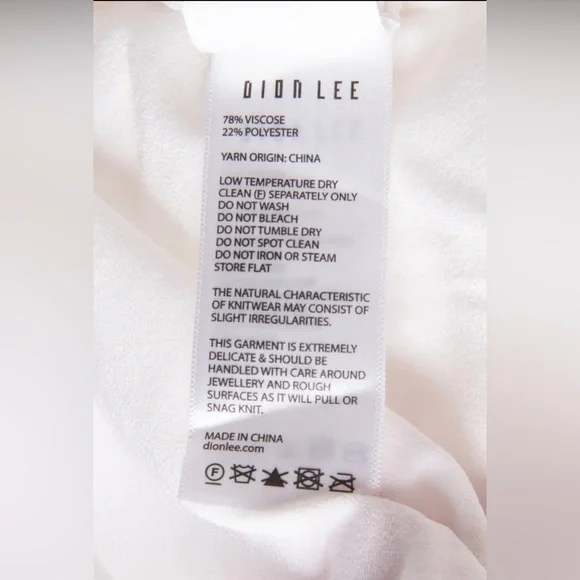 DION LEE
78% VISCOSE
22% POLYESTER
YARN ORIGIN: CHINA
LOW TEMPERATURE DRY
CLEAN Ⓕ SEPARATELY ONLY
DO NOT WASH
DO NOT BLEACH
DO NOT TUMBLE DRY
DO NOT SPOT CLEAN
DO NOT IRON OR STEAM
STORE FLAT
THE NATURAL CHARACTERISTIC
OF KNITWEAR MAY CONSIST OF
SLIGHT IRREGULARITIES.
THIS GARMENT IS EXTREMELY
DELICATE & SHOULD BE
HANDLED WITH CARE AROUND
JEWELLERY AND ROUGH
SURFACES AS IT WILL PULL OR
SNAG KNIT.
MADE IN CHINA
dionlee.com
Ⓕ